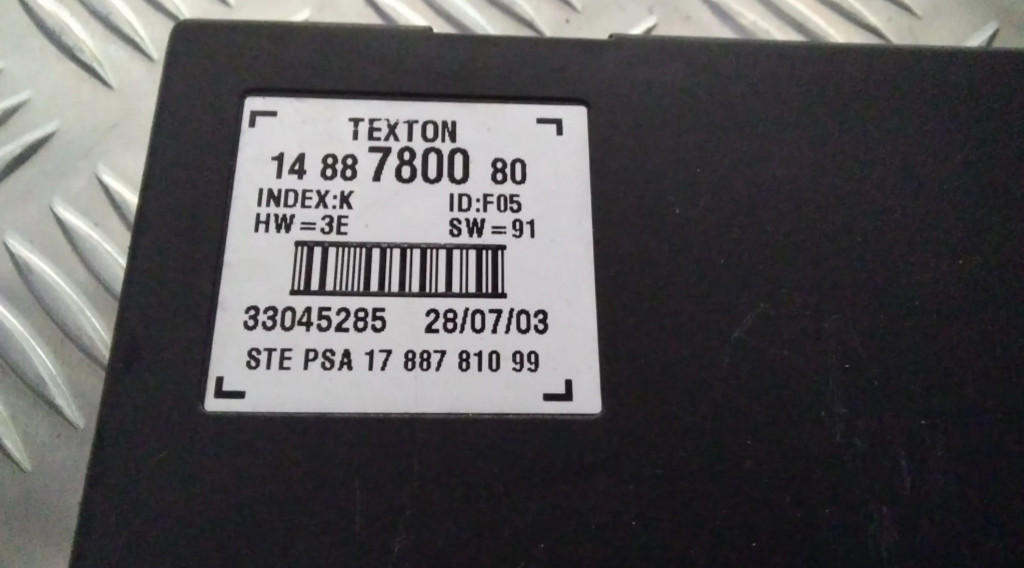 TEXTON
14 88 7800 80
INDEX:K ID:F05
HW=3E SW=91
33045285 28/07/03
STE PSA 17 887 810 99